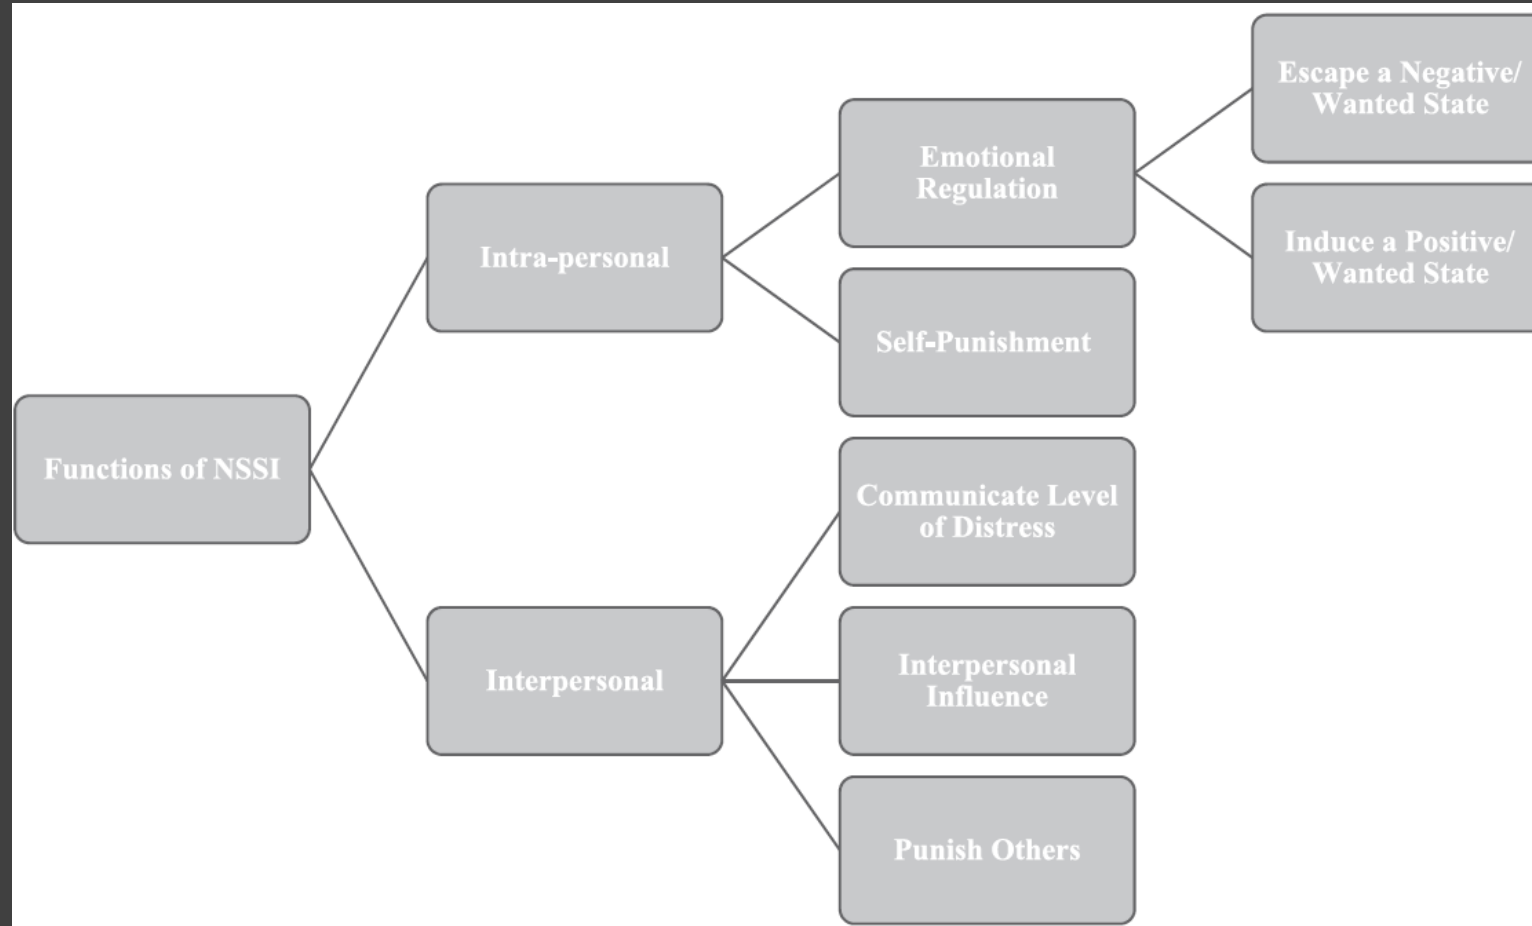 Functions of NSSI
Intra-personal
Emotional
Regulation
Escape a Negative/
Wanted State
Induce a Positive/
Wanted State
Self-Punishment
Interpersonal
Communicate Level
of Distress
Interpersonal
Influence
Punish Others